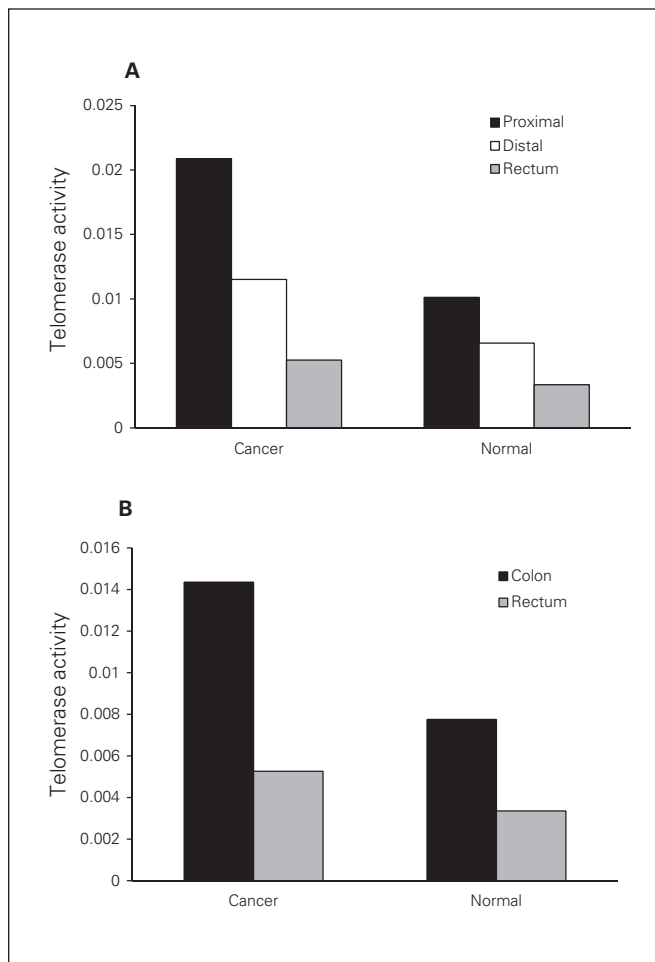 A
0.025
0.02
0.015
0.01
0.005
0
Telomerase activity
Proximal
Distal
Rectum
Cancer Normal
B
0.016
0.014
0.012
0.01
0.008
0.006
0.004
0.002
0
Telomerase activity
Colon
Rectum
Cancer Normal